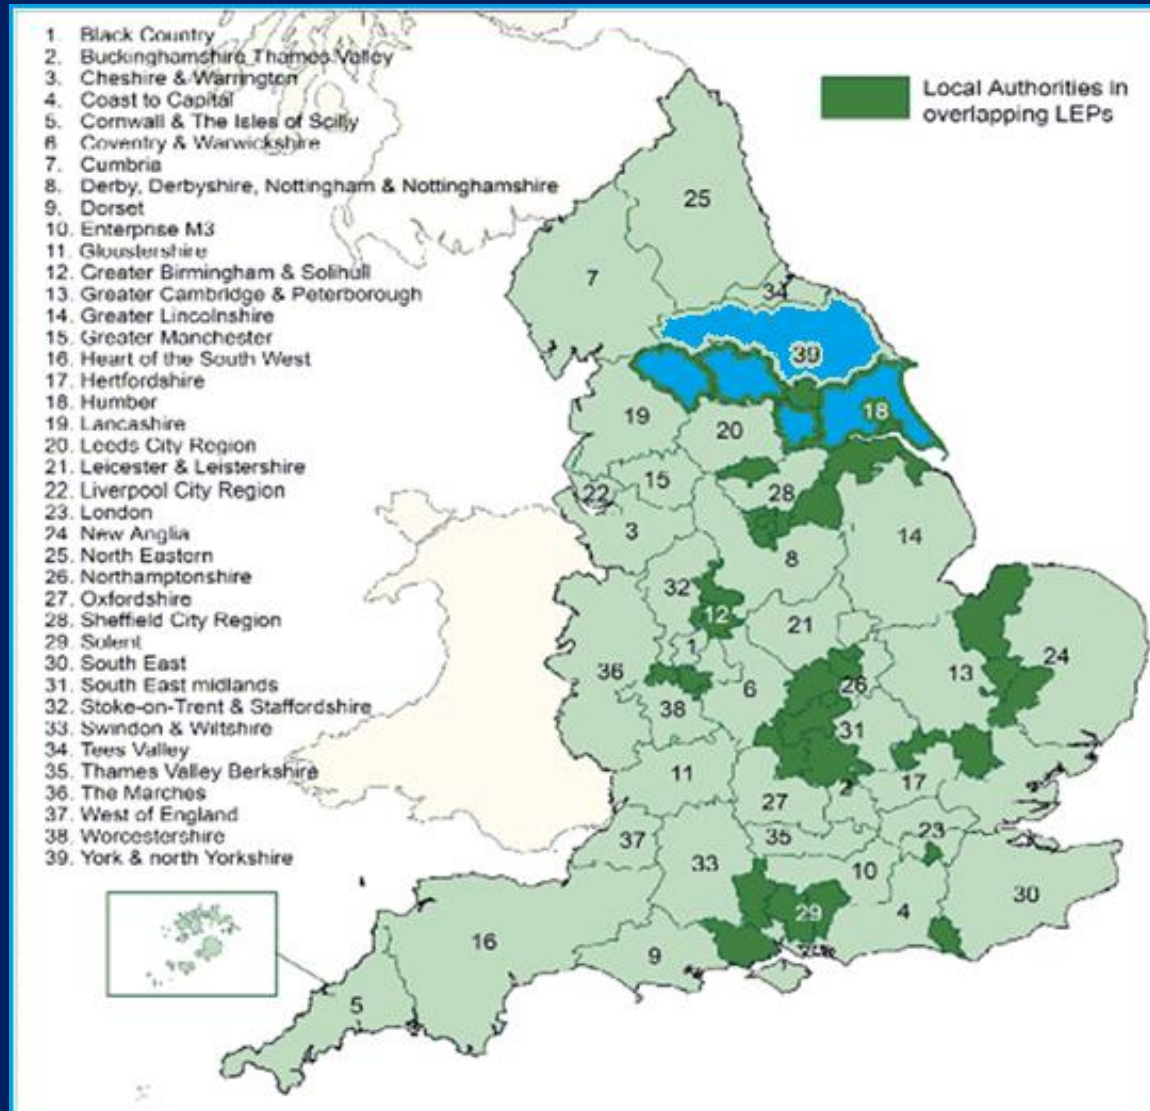 1. Black Country
2. Buckinghamshire Thames Valley
3. Cheshire & Warrington
4. Coast to Capital
5. Cornwall & The Isles of Scilly
6 Coventry & Warwickshire
7. Cumbria
8. Derby, Derbyshire, Nottingham & Nottinghamshire
9. Dorset
10. Enterprise M3
11. Gloustershire
12. Greater Birmingham & Solihull
13. Greater Cambridge & Peterborough
14. Greater Lincolnshire
15. Greater Manchester
16. Heart of the South West
17. Hertfordshire
18. Humber
19. Lancashire
20. Leeds City Region
21. Leicester & Leistershire
22. Liverpool City Region
23. London
24 New Anglia
25. North Eastern
26. Northamptonshire
27. Oxfordshire
28. Sheffield City Region
29. Solent
30. South East
31. South East midlands
32. Stoke-on-Trent & Staffordshire
33. Swindon & Wiltshire
34. Tees Valley
35. Thames Valley Berkshire
36. The Marches
37. West of England
38. Worcestershire
39. York & north Yorkshire
Local Authorities in
overlapping LEPs
25
7
34
39
19
20
18
15
22
28
3
14
8
32
12
21
1
36
13
24
6
26
38
31
11
27
2
17
37
35
23
33
10
30
29
4
16
9
5